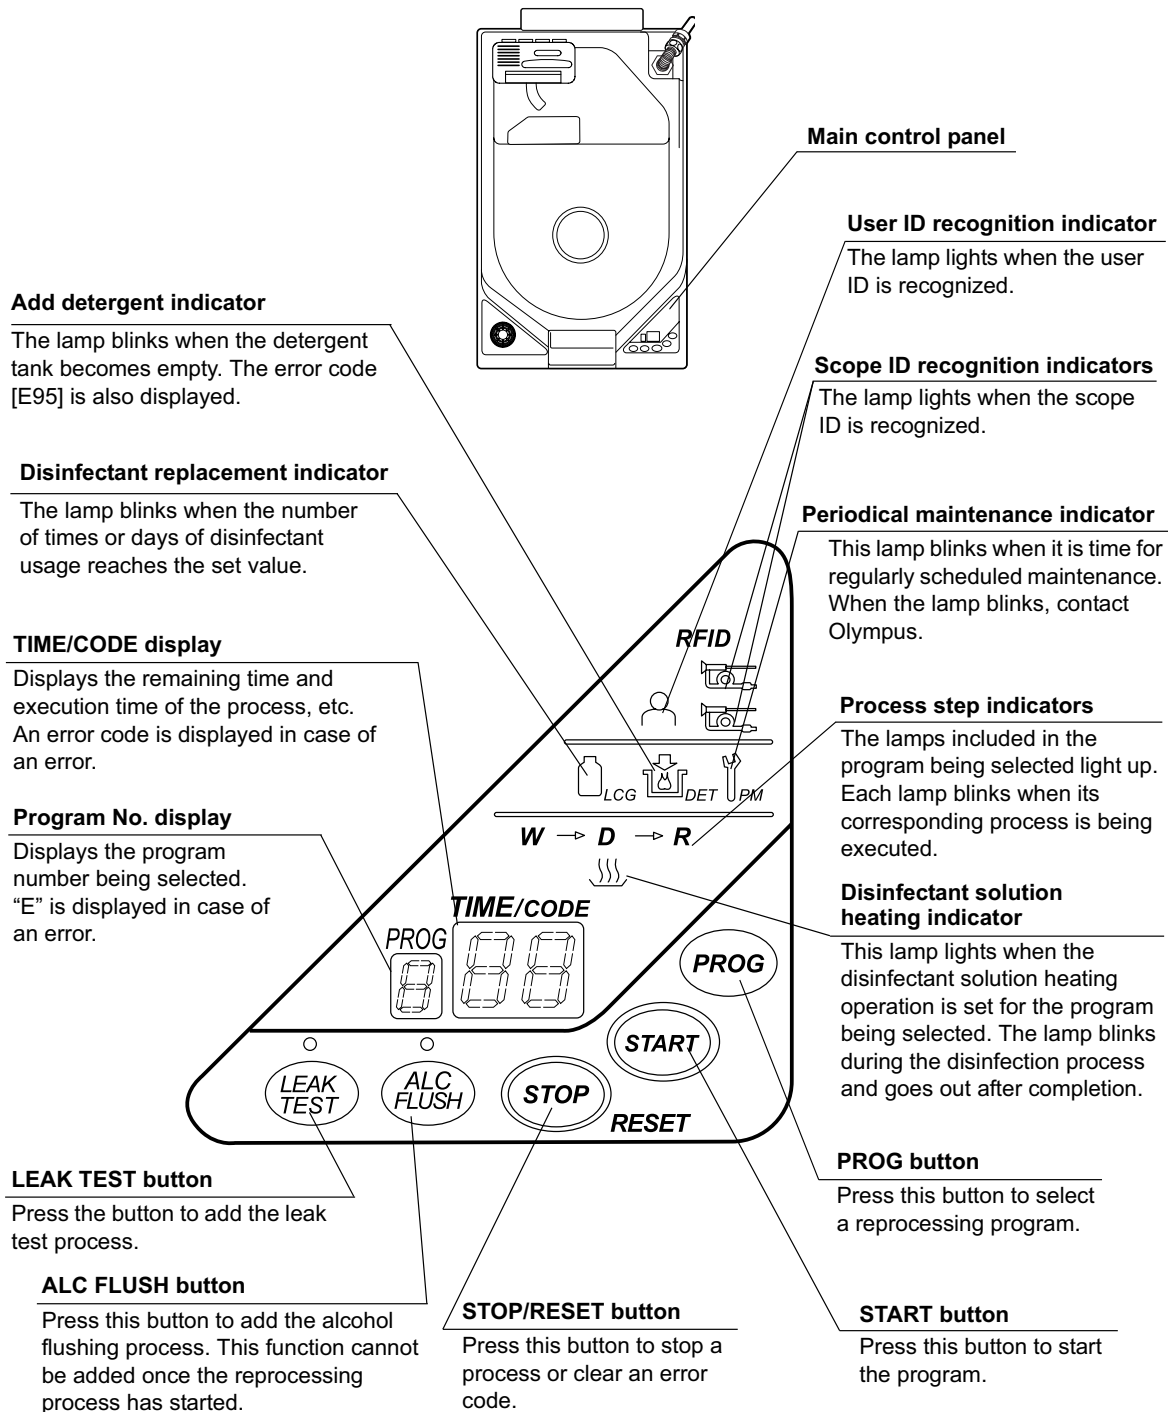 Main control panel
User ID recognition indicator
The lamp lights when the user
ID is recognized.
Add detergent indicator
The lamp blinks when the detergent
tank becomes empty. The error code
[E95] is also displayed.
Scope ID recognition indicators
The lamp lights when the scope
ID is recognized.
Disinfectant replacement indicator
The lamp blinks when the number
of times or days of disinfectant
usage reaches the set value.
Periodical maintenance indicator
This lamp blinks when it is time for
regularly scheduled maintenance.
When the lamp blinks, contact
Olympus.
TIME/CODE display
Displays the remaining time and
execution time of the process, etc.
An error code is displayed in case of
an error.
Process step indicators
The lamps included in the
program being selected light up.
Each lamp blinks when its
corresponding process is being
executed.
Program No. display
Displays the program
number being selected.
“E” is displayed in case of
an error.
Disinfectant solution
heating indicator
This lamp lights when the
disinfectant solution heating
operation is set for the program
being selected. The lamp blinks
during the disinfection process
and goes out after completion.
RFID
LCG DET PM
W → D → R
TIME/CODE
PROG
8 88
PROG
START
LEAK
TEST
ALC
FLUSH
STOP
RESET
LEAK TEST button
Press the button to add the leak
test process.
PROG button
Press this button to select
a reprocessing program.
ALC FLUSH button
Press this button to add the alcohol
flushing process. This function cannot
be added once the reprocessing
process has started.
STOP/RESET button
Press this button to stop a
process or clear an error
code.
START button
Press this button to start
the program.